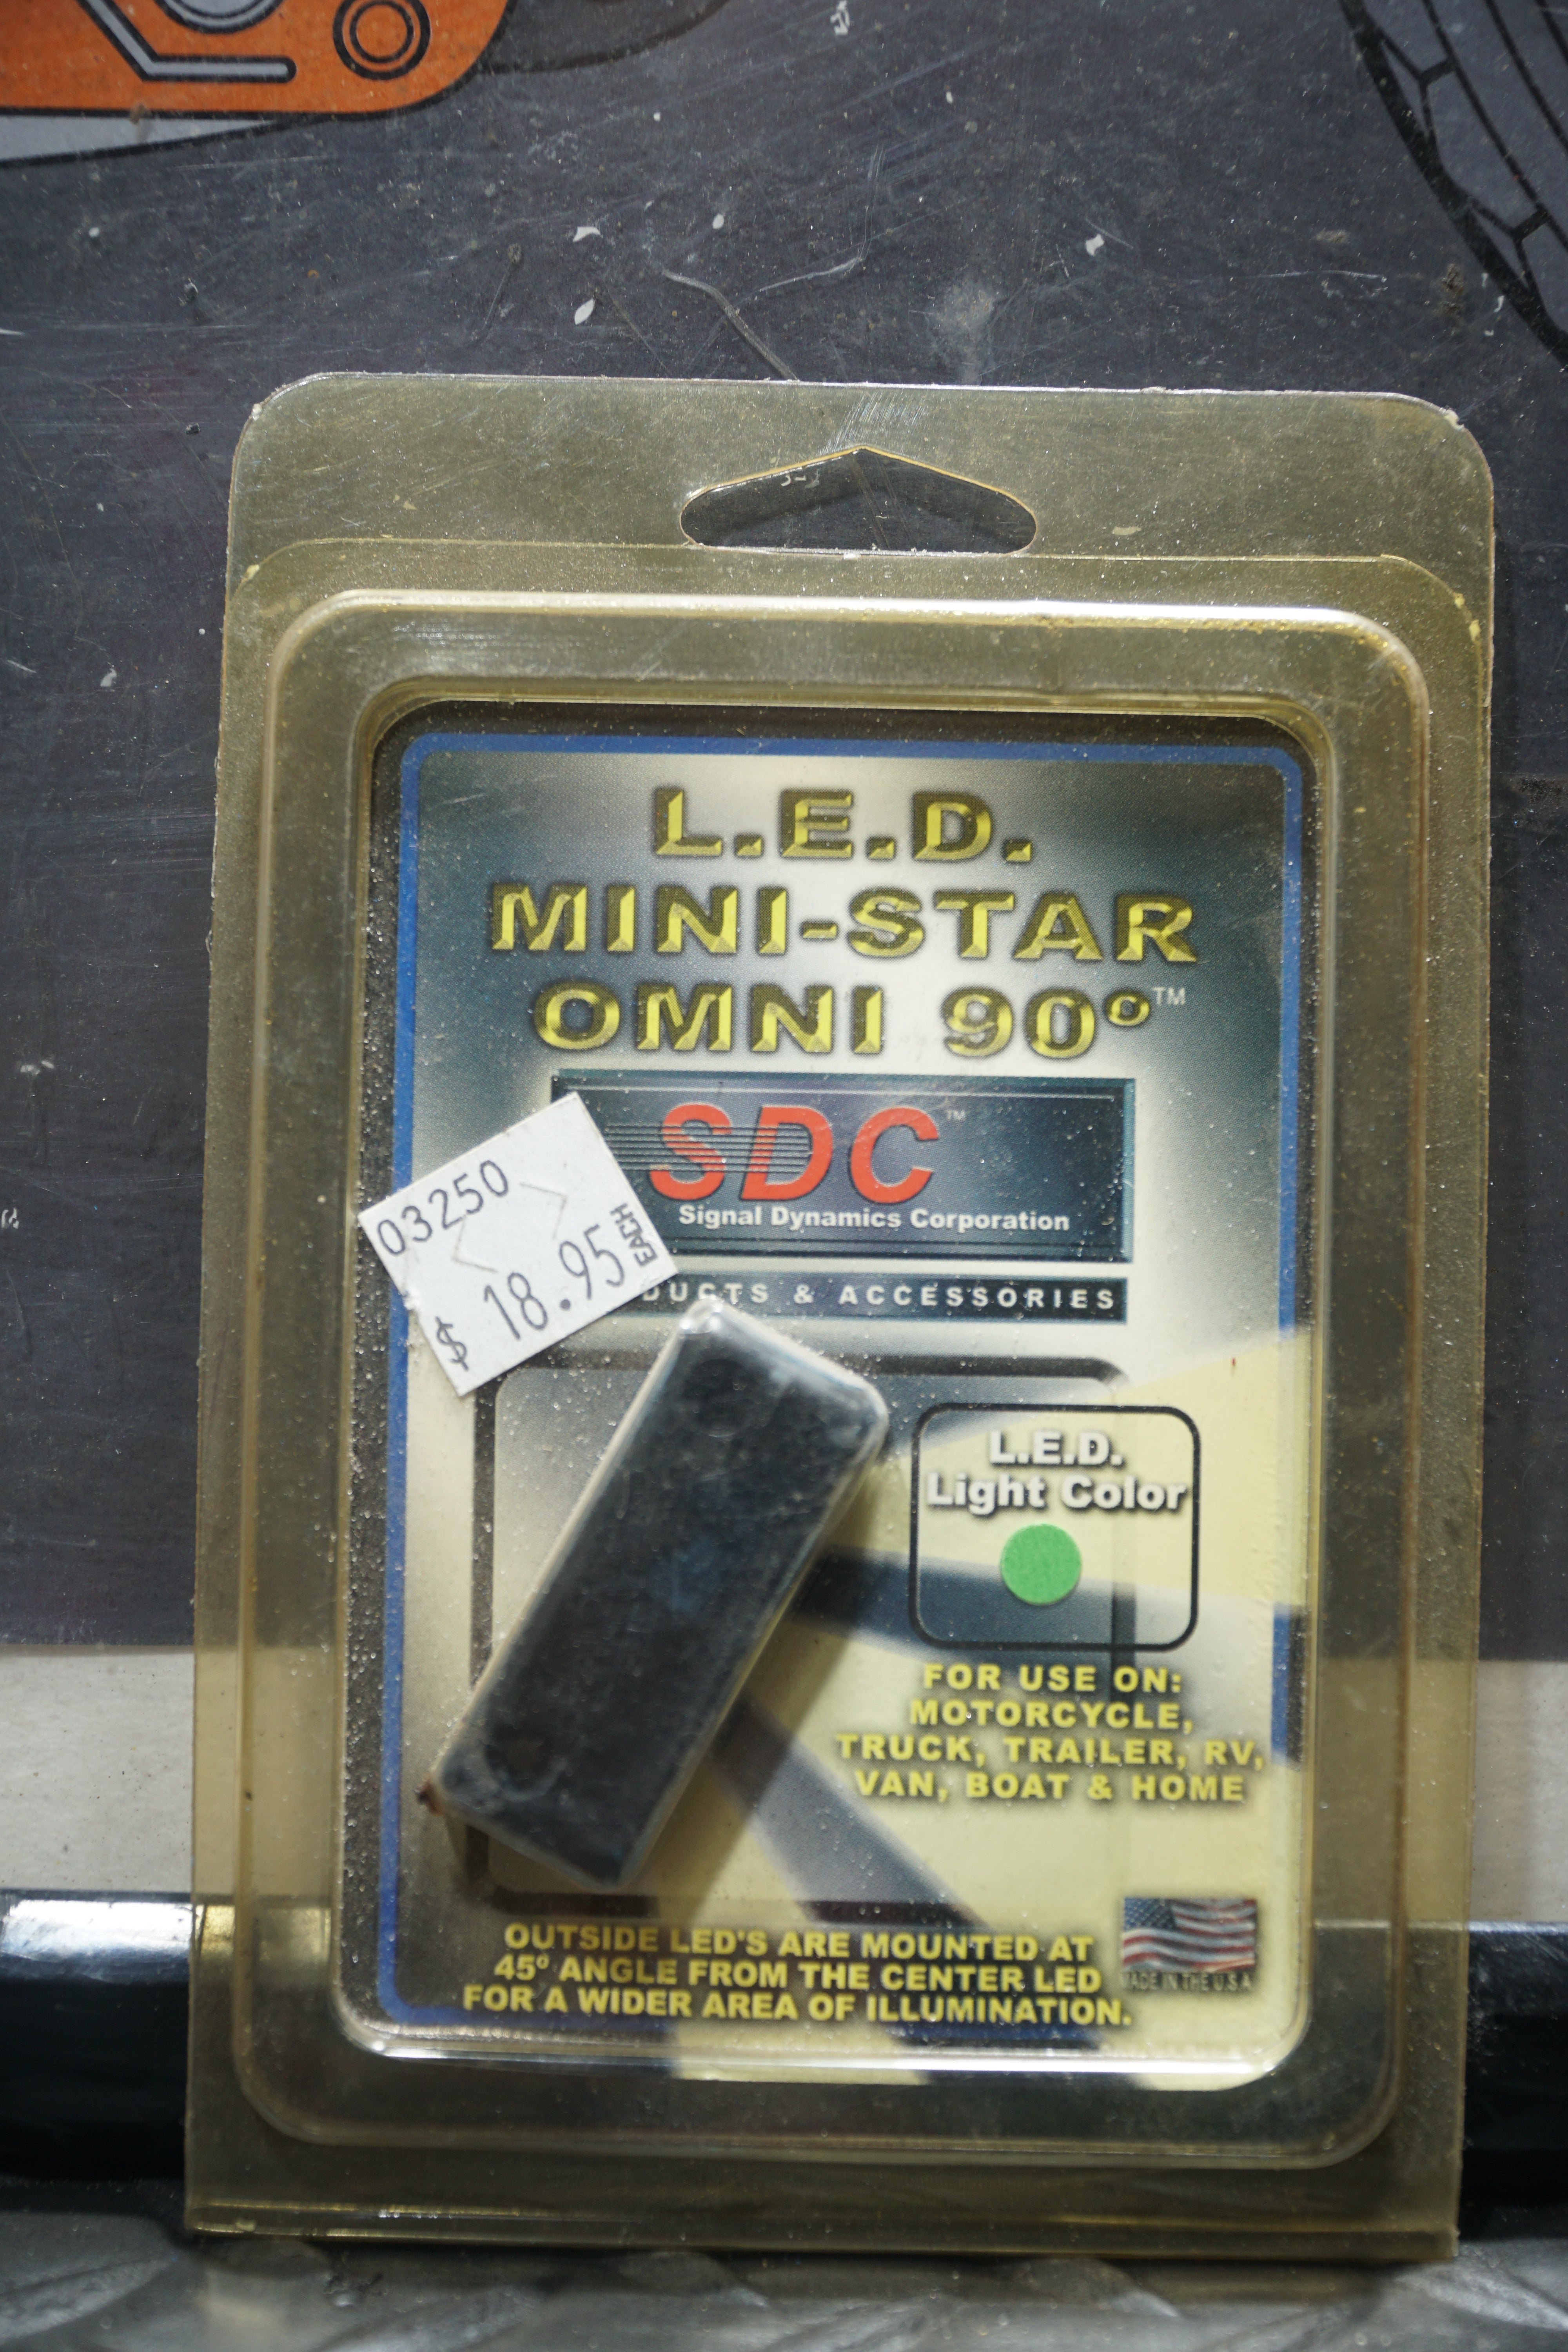 L.E.D.
MINI-STAR
OMNI 90°™
SDC™
Signal Dynamics Corporation
03250
$ 18.95 EACH
& ACCESSORIES
L.E.D.
Light Color
FOR USE ON:
MOTORCYCLE,
TRUCK, TRAILER, RV,
VAN, BOAT & HOME
OUTSIDE LED'S ARE MOUNTED AT
45° ANGLE FROM THE CENTER LED
FOR A WIDER AREA OF ILLUMINATION.
MADE IN THE U.S.A